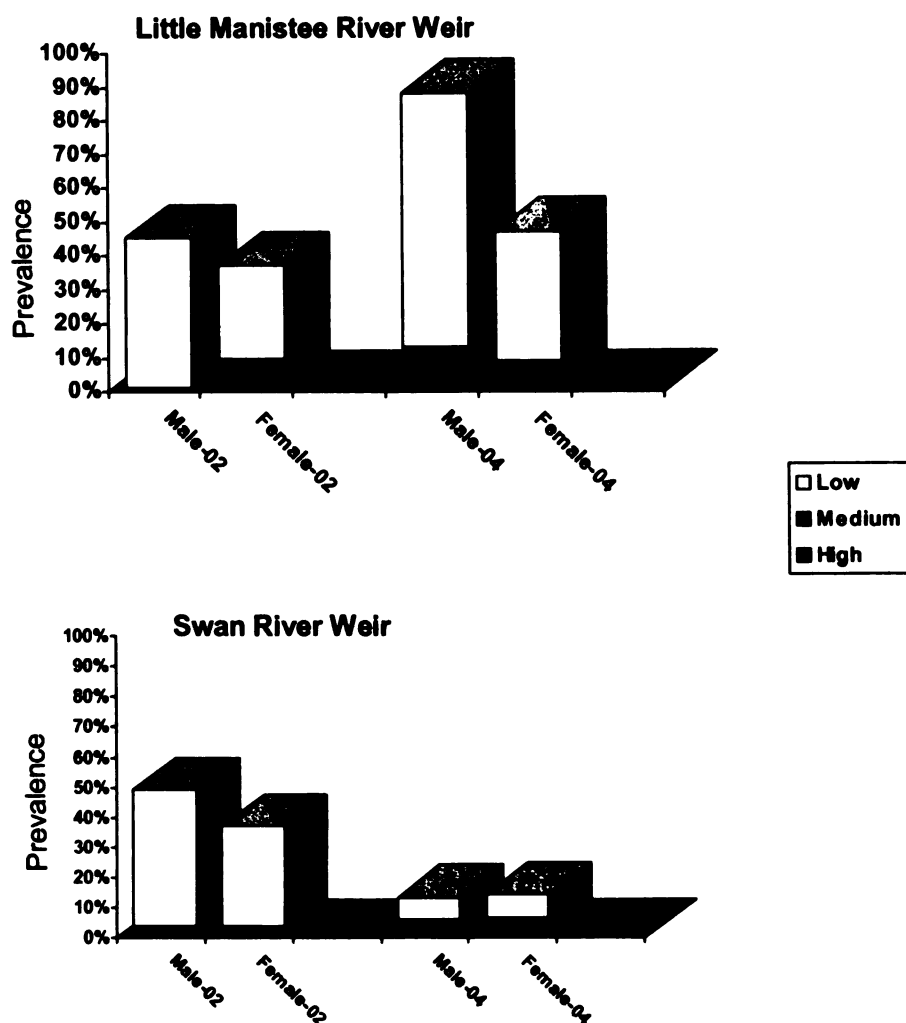 Little Manistee River Weir
100%
90%
80%
70%
60%
50%
40%
30%
20%
10%
0%
Prevalence
Male-02
Female-02
Male-04
Female-04
Low
Medium
High
Swan River Weir
100%
90%
80%
70%
60%
50%
40%
30%
20%
10%
0%
Prevalence
Male-02
Female-02
Male-04
Female-04